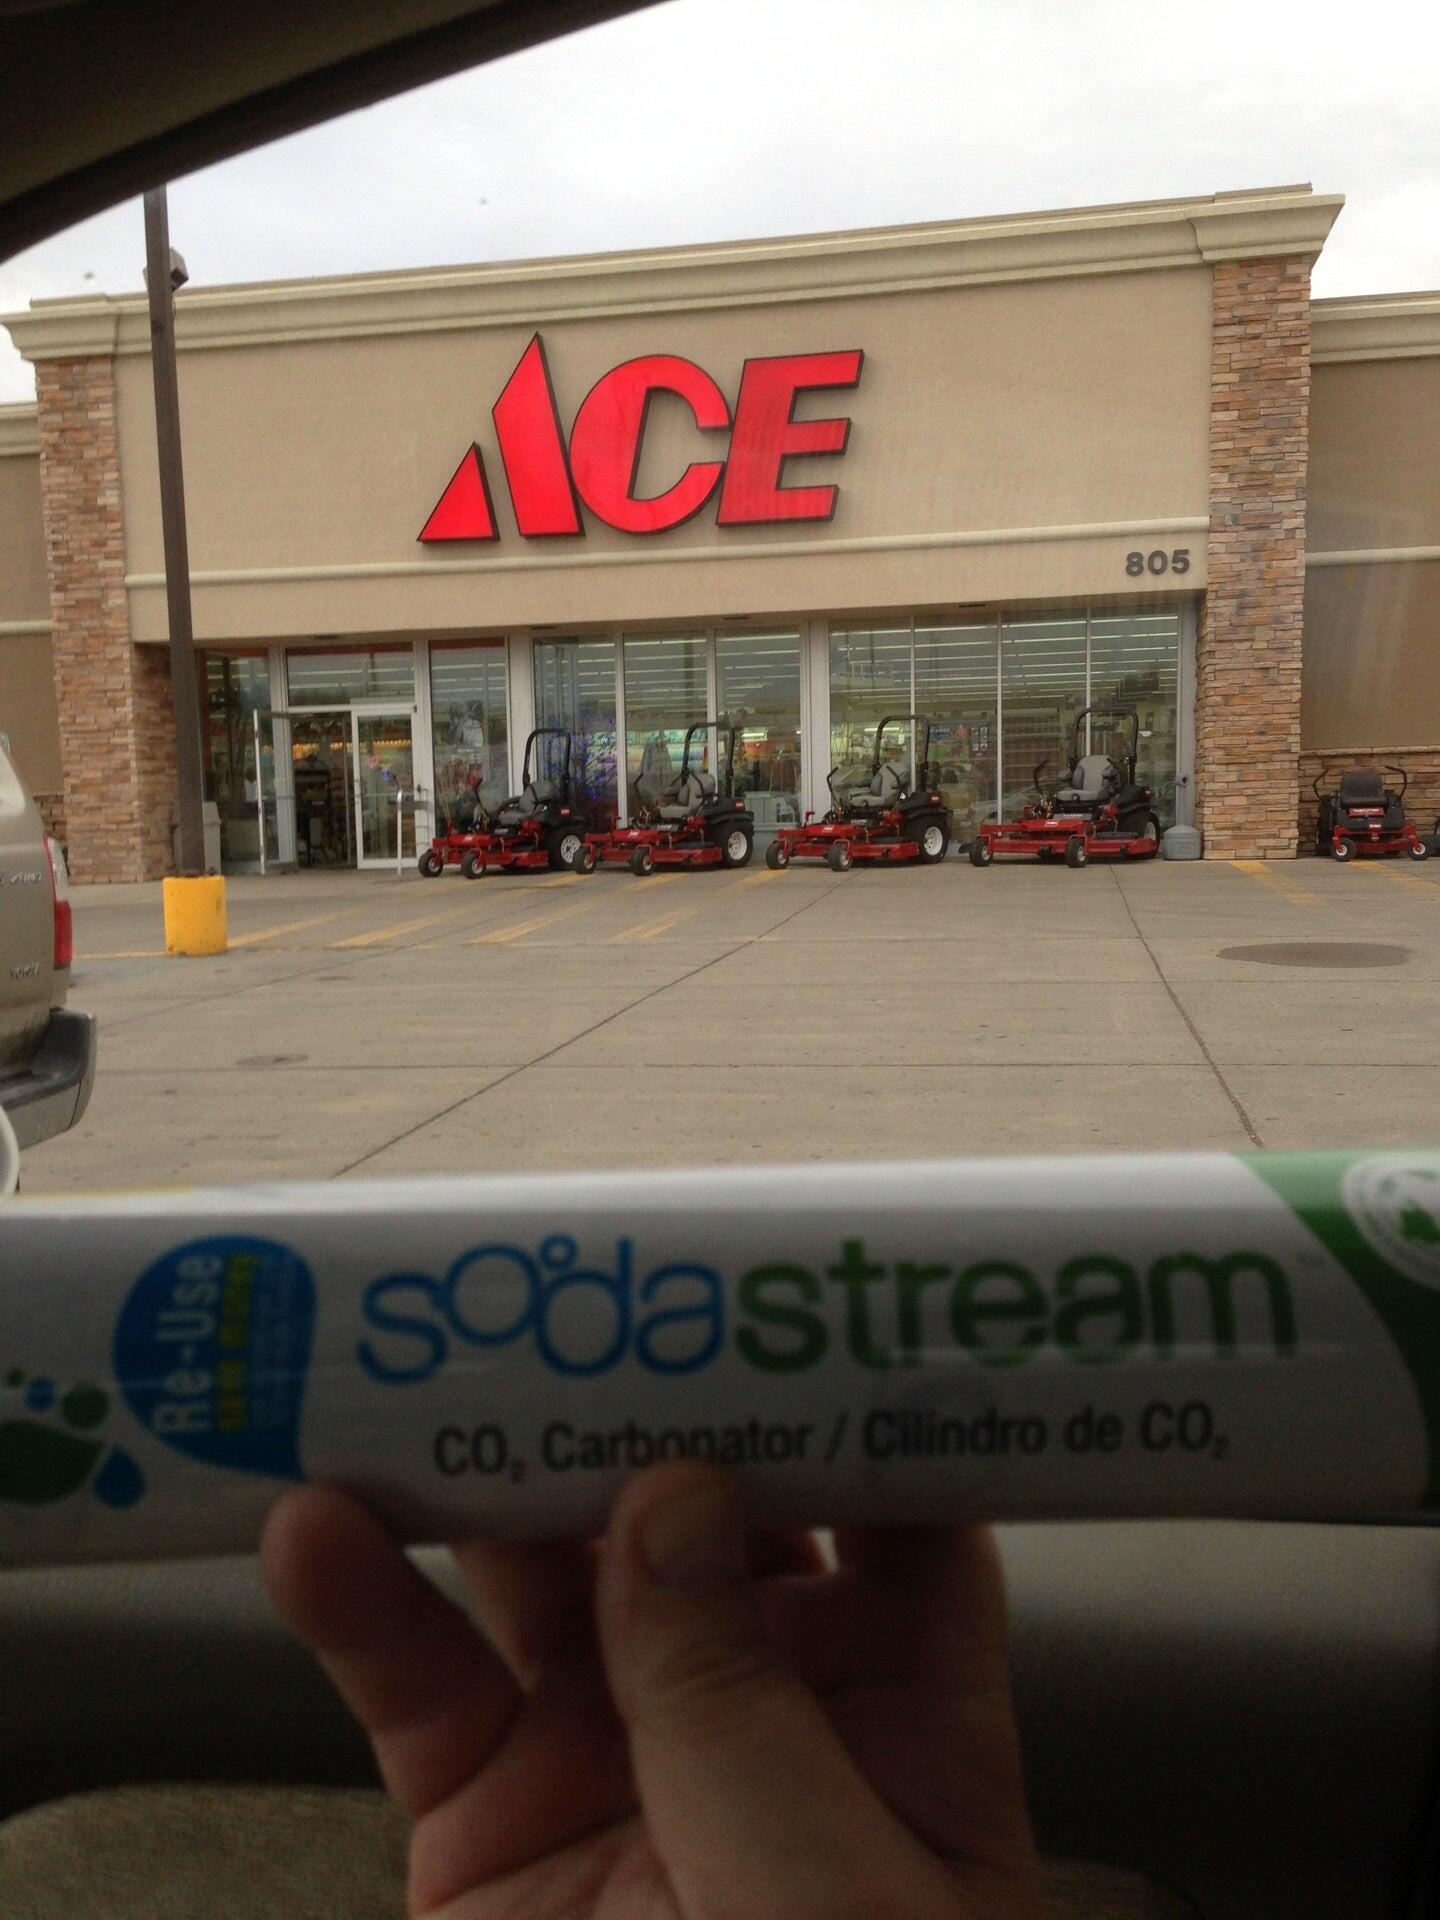 ACE
805
Re-Use
sodastream
CO₂ Carbonator / Cilindro de CO₂